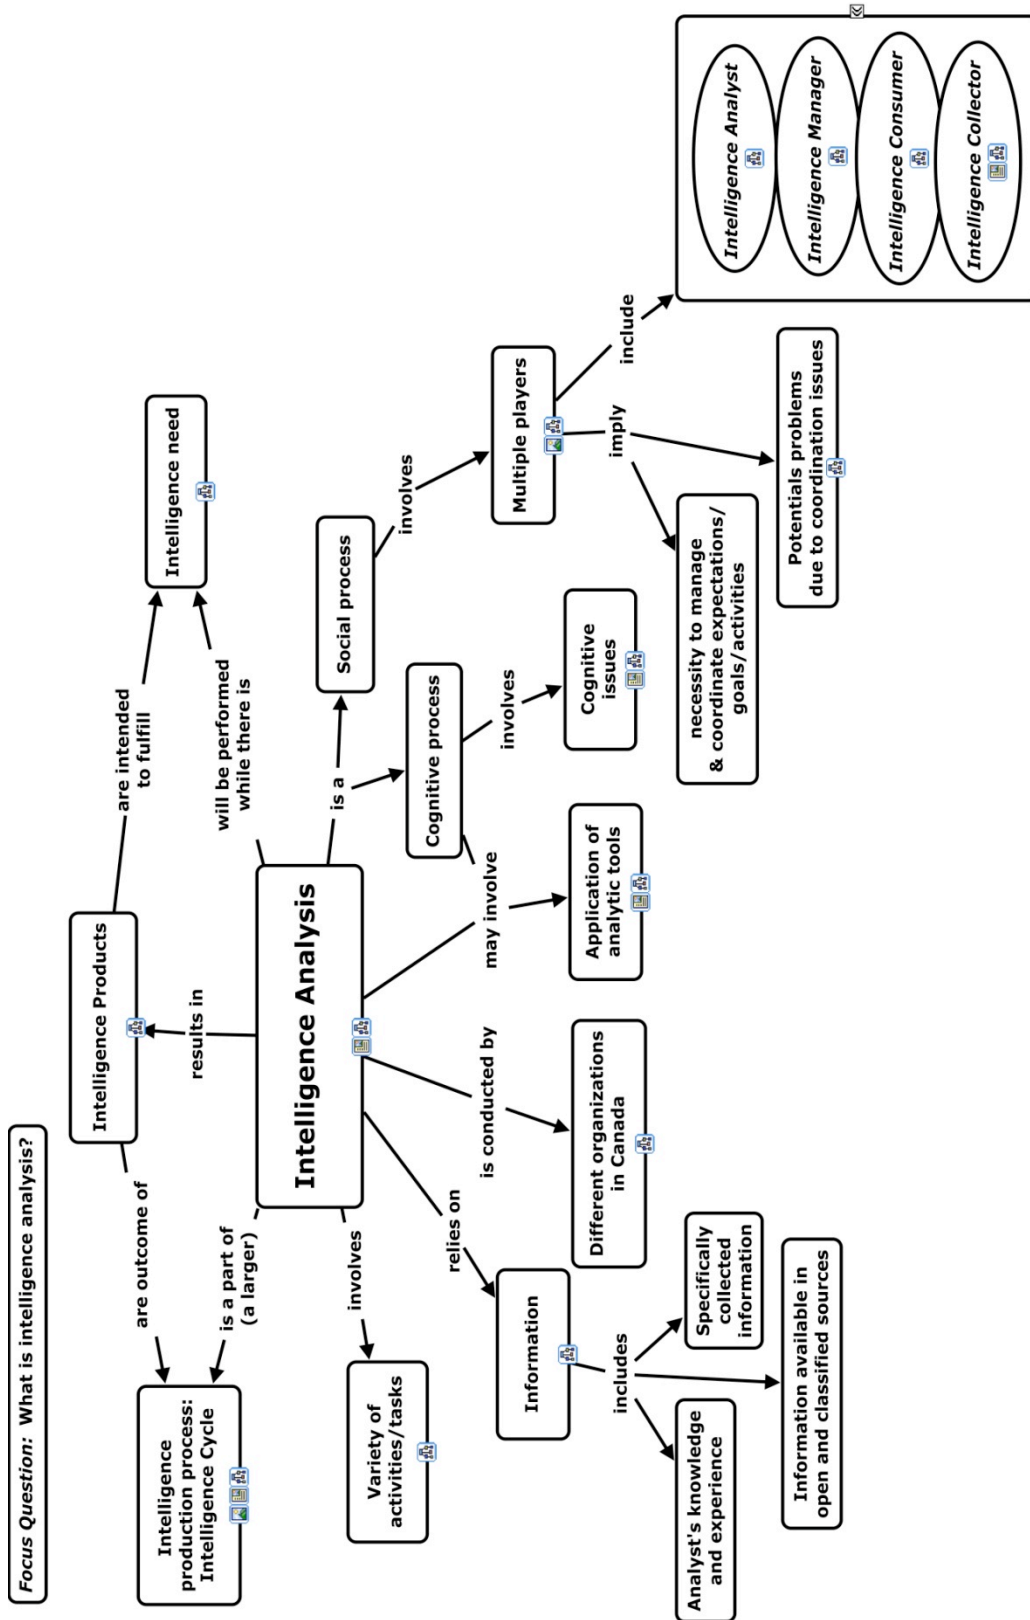 Focus Question: What is intelligence analysis?
Intelligence Products
are intended
to fulfill
Intelligence need
are outcome of
results in
will be performed
while there is
Intelligence
production process:
Intelligence Cycle
is a part of
(a larger)
Intelligence Analysis
is a
Social process
involves
Variety of
activities/tasks
involves
Cognitive process
involves
Multiple players
relies on
is conducted by
may involve
involves
Information
Different organizations
in Canada
Application of
analytic tools
Cognitive
issues
imply
include
includes
Analyst's knowledge
and experience
Specifically
collected
information
Information available in
open and classified sources
necessity to manage
& coordinate expectations/
goals/activities
Potentials problems
due to coordination issues
Intelligence Analyst
Intelligence Manager
Intelligence Consumer
Intelligence Collector